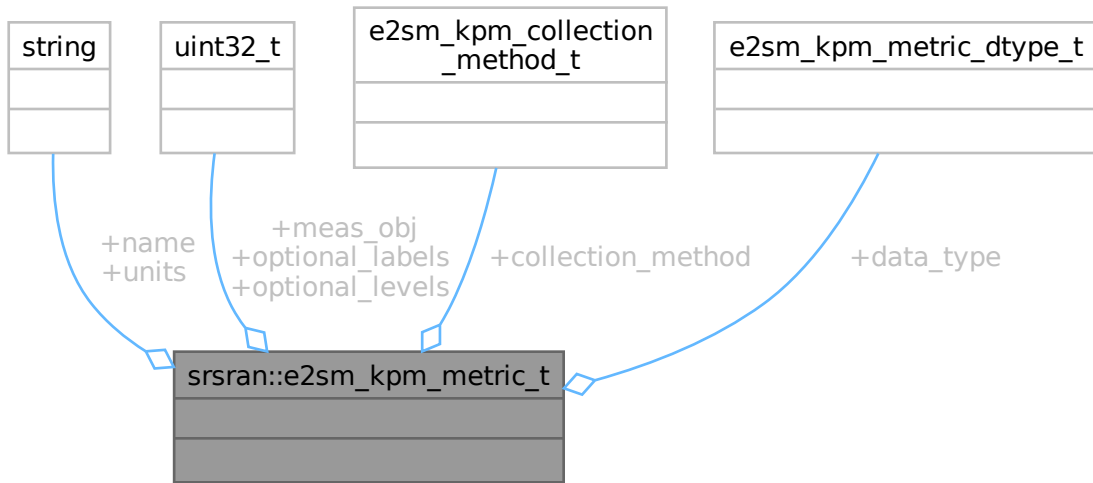 string
uint32_t
e2sm_kpm_collection
_method_t
e2sm_kpm_metric_dtype_t
+name
+units
+meas_obj
+optional_labels
+optional_levels
+collection_method
+data_type
srsran::e2sm_kpm_metric_t